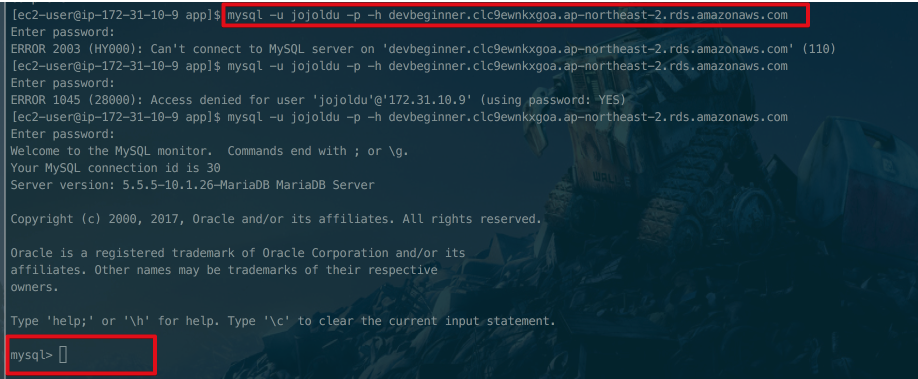 [ec2-user@ip-172-31-10-9 app]$ mysql -u jojoldu -p -h devbeginner.clc9ewnkxgoa.ap-northeast-2.rds.amazonaws.com
Enter password:
ERROR 2003 (HY000): Can't connect to MySQL server on 'devbeginner.clc9ewnkxgoa.ap-northeast-2.rds.amazonaws.com' (110)
[ec2-user@ip-172-31-10-9 app]$ mysql -u jojoldu -p -h devbeginner.clc9ewnkxgoa.ap-northeast-2.rds.amazonaws.com
Enter password:
ERROR 1045 (28000): Access denied for user 'jojoldu'@'172.31.10.9' (using password: YES)
[ec2-user@ip-172-31-10-9 app]$ mysql -u jojoldu -p -h devbeginner.clc9ewnkxgoa.ap-northeast-2.rds.amazonaws.com
Enter password:
Welcome to the MySQL monitor.  Commands end with ; or \g.
Your MySQL connection id is 30
Server version: 5.5.5-10.1.26-MariaDB MariaDB Server
Copyright (c) 2000, 2017, Oracle and/or its affiliates. All rights reserved.
Oracle is a registered trademark of Oracle Corporation and/or its
affiliates. Other names may be trademarks of their respective
owners.
Type 'help;' or '\h' for help. Type '\c' to clear the current input statement.
mysql>